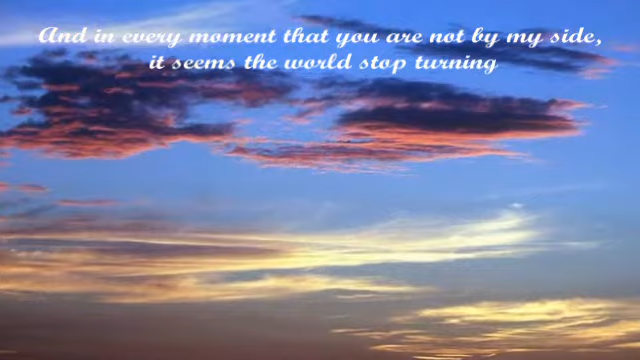 And in every moment that you are not by my side,
it seems the world stop turning